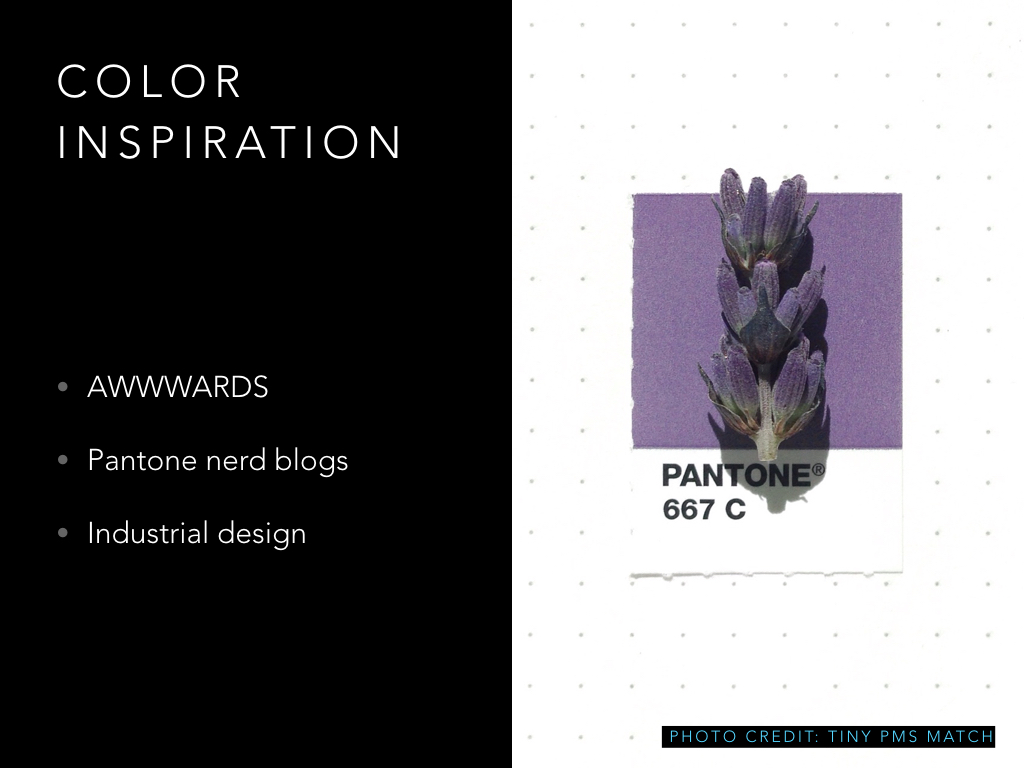 COLOR
INSPIRATION
• AWWWARDS
• Pantone nerd blogs
• Industrial design
PANTONE®
667 C
PHOTO CREDIT: TINY PMS MATCH